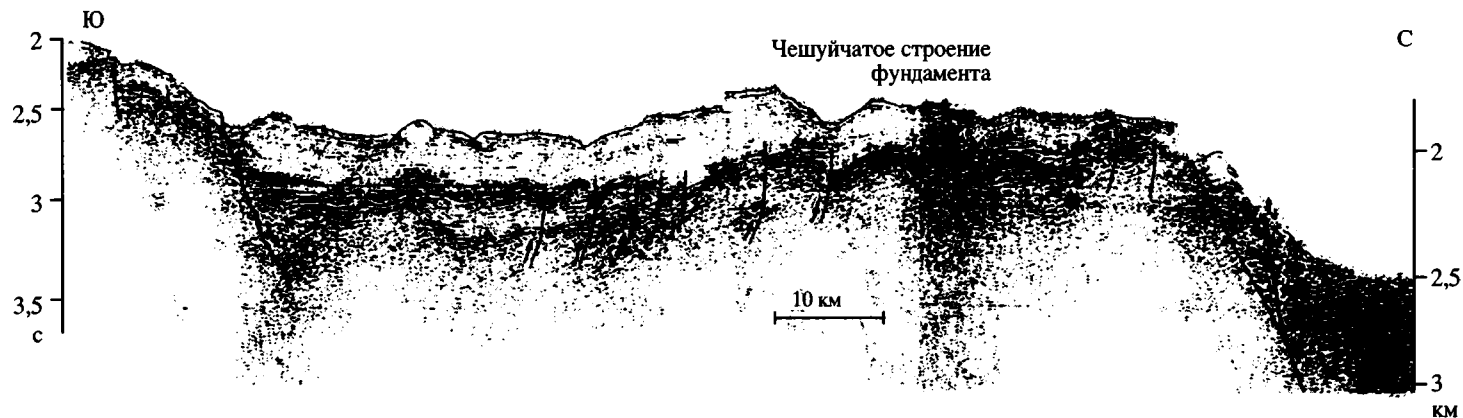 Ю
С
2
2,5
3
3,5
с
Чешуйчатое строение
фундамента
10 км
2
2,5
3
км